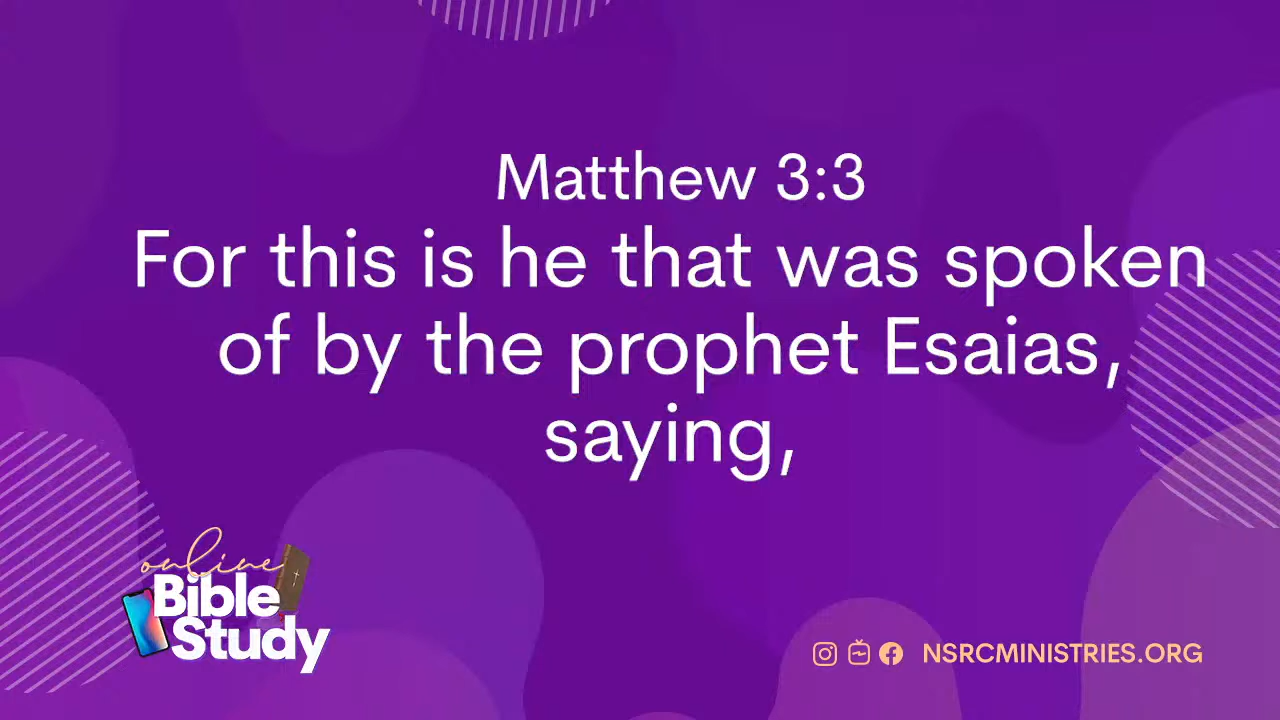 Matthew 3:3
For this is he that was spoken
of by the prophet Esaias,
saying,
online
Bible
Study
NSRCMINISTRIES.ORG